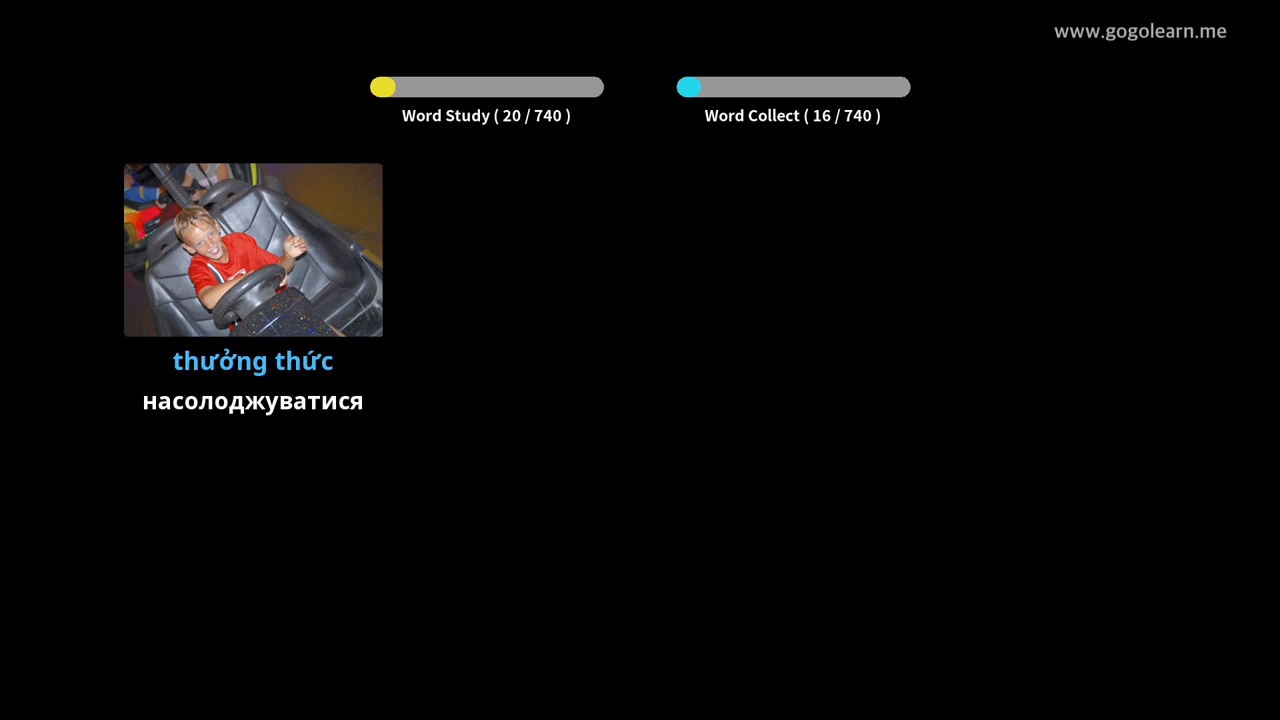 www.gogolearn.me
Word Study ( 20 / 740 )
Word Collect ( 16 / 740 )
thưởng thức
насолоджуватися